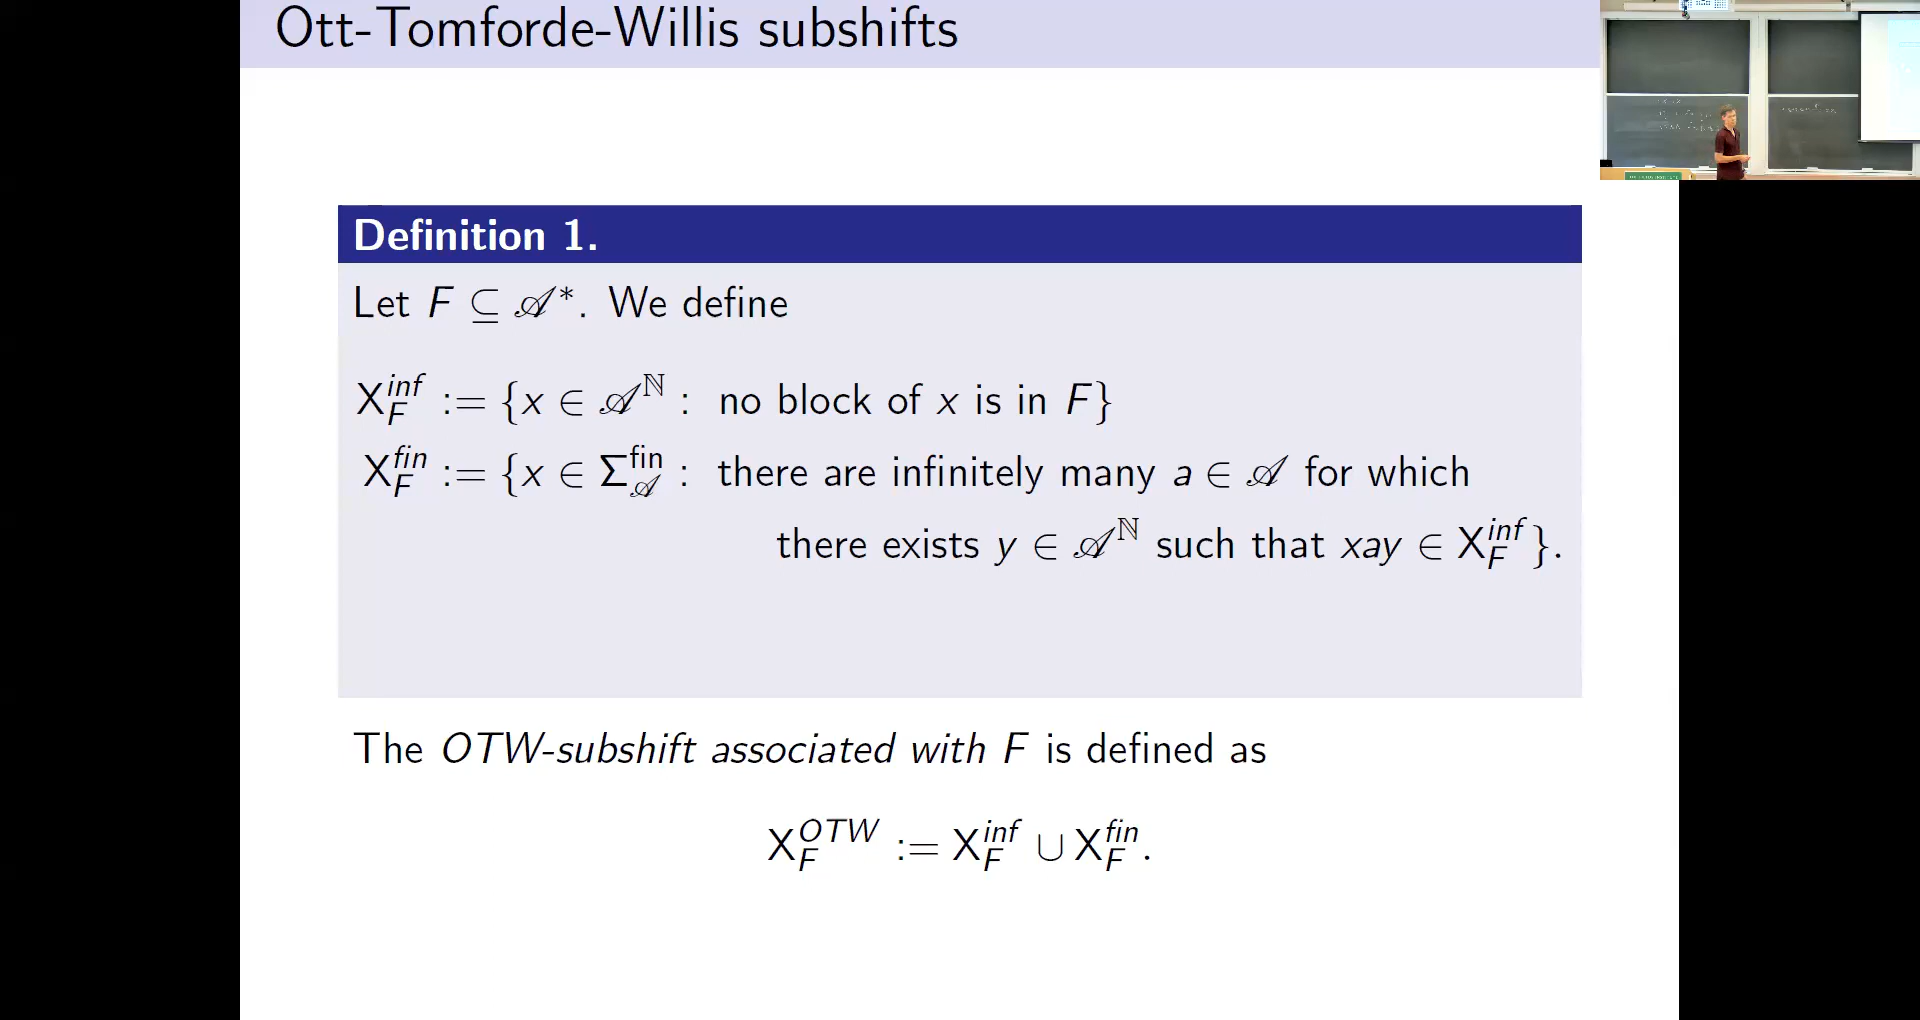 Ott-Tomforde-Willis subshifts
Definition 1.
Let F ⊆ 𝒜*. We define
X_F^{inf} := {x ∈ 𝒜^ℕ : no block of x is in F}
X_F^{fin} := {x ∈ Σ_𝒜^{fin} : there are infinitely many a ∈ 𝒜 for which
there exists y ∈ 𝒜^ℕ such that xay ∈ X_F^{inf}}.
The OTW-subshift associated with F is defined as
X_F^{OTW} := X_F^{inf} ∪ X_F^{fin}.